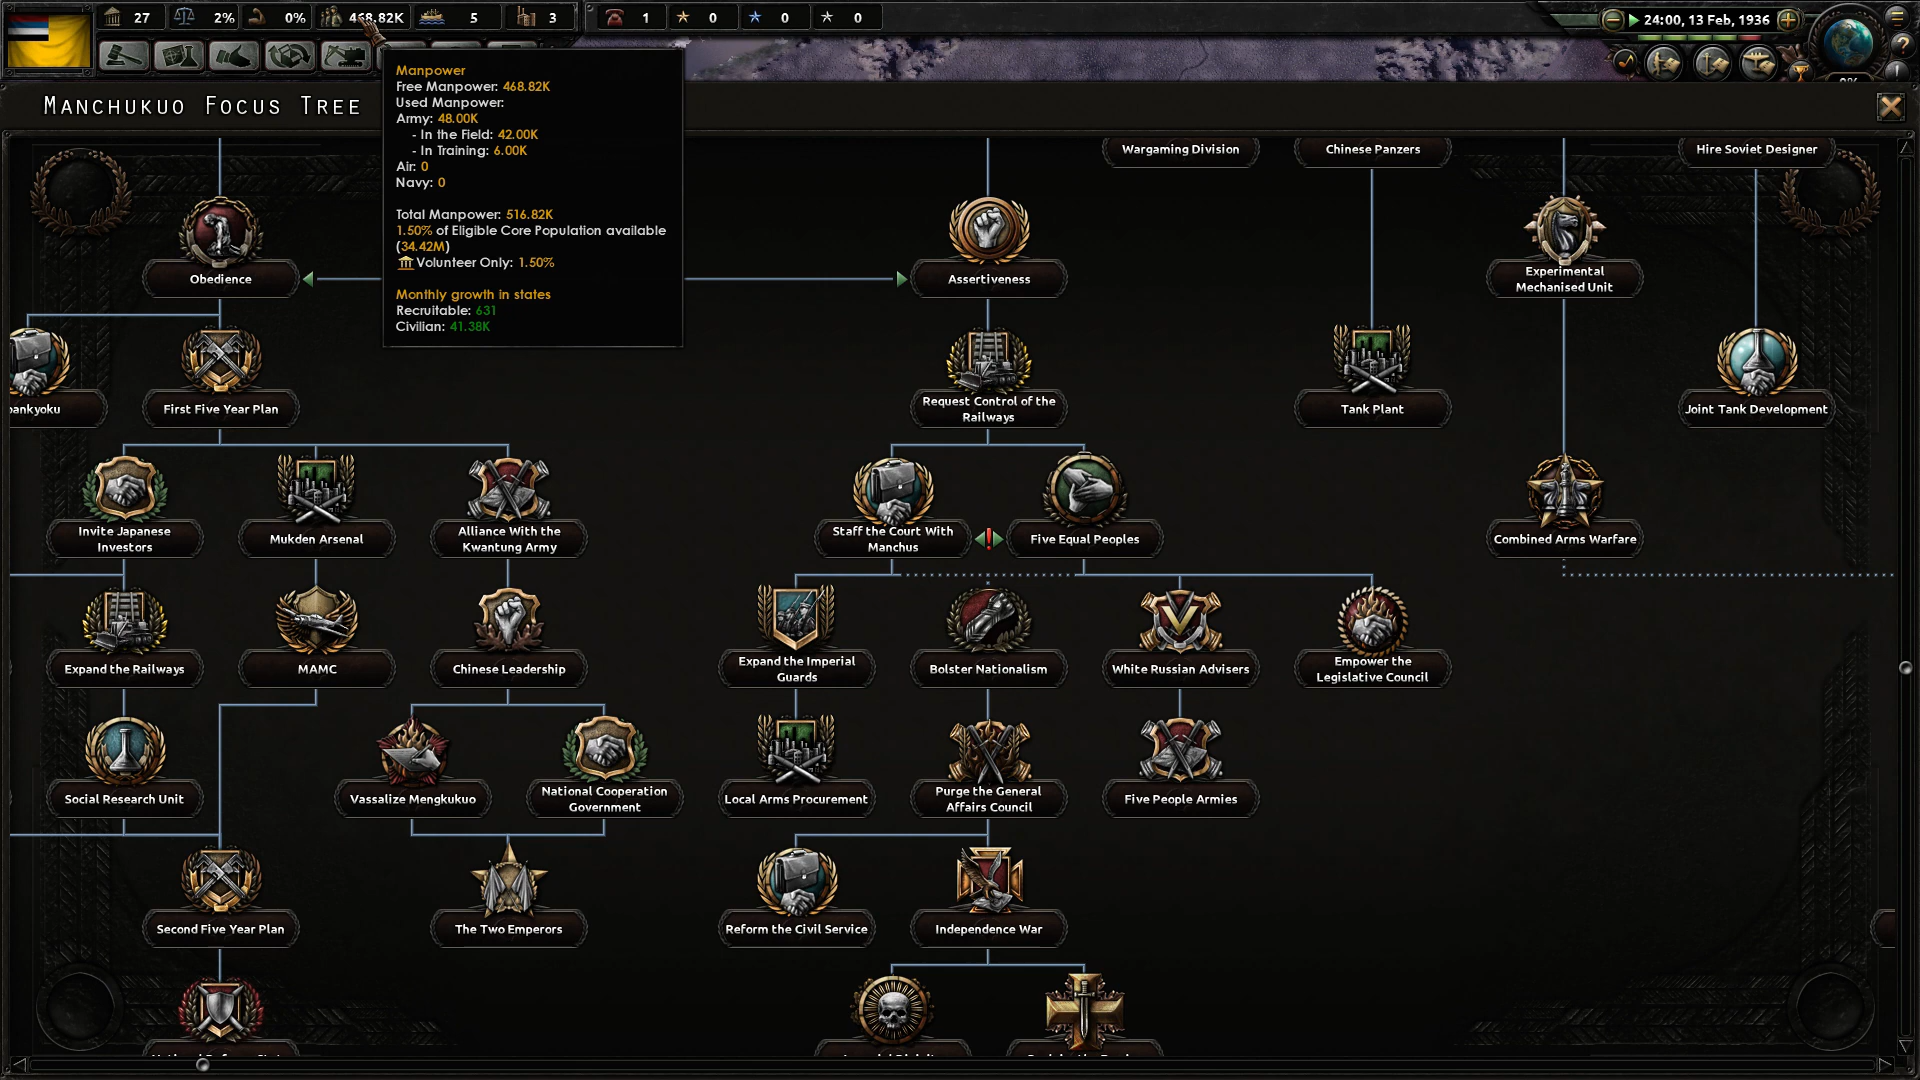 27
2%
0%
468.82K
5
3
1
0
0
0
24:00, 13 Feb, 1936
Manchukuo Focus Tree
Manpower
Free Manpower: 468.82K
Used Manpower:
Army: 48.00K
- In the Field: 42.00K
- In Training: 6.00K
Air: 0
Navy: 0
Total Manpower: 516.82K
1.50% of Eligible Core Population available
(34.42M)
Volunteer Only: 1.50%
Monthly growth in states
Recruitable: 631
Civilian: 41.38K
Wargaming Division
Chinese Panzers
Hire Soviet Designer
Obedience
Assertiveness
Experimental
Mechanised Unit
First Five Year Plan
Request Control of the
Railways
Tank Plant
Joint Tank Development
Invite Japanese
Investors
Mukden Arsenal
Alliance With the
Kwantung Army
Staff the Court With
Manchus
Five Equal Peoples
Combined Arms Warfare
Expand the Railways
MAMC
Chinese Leadership
Expand the Imperial
Guards
Bolster Nationalism
White Russian Advisers
Empower the
Legislative Council
Social Research Unit
Vassalize Mengkukuo
National Cooperation
Government
Local Arms Procurement
Purge the General
Affairs Council
Five People Armies
Second Five Year Plan
The Two Emperors
Reform the Civil Service
Independence War